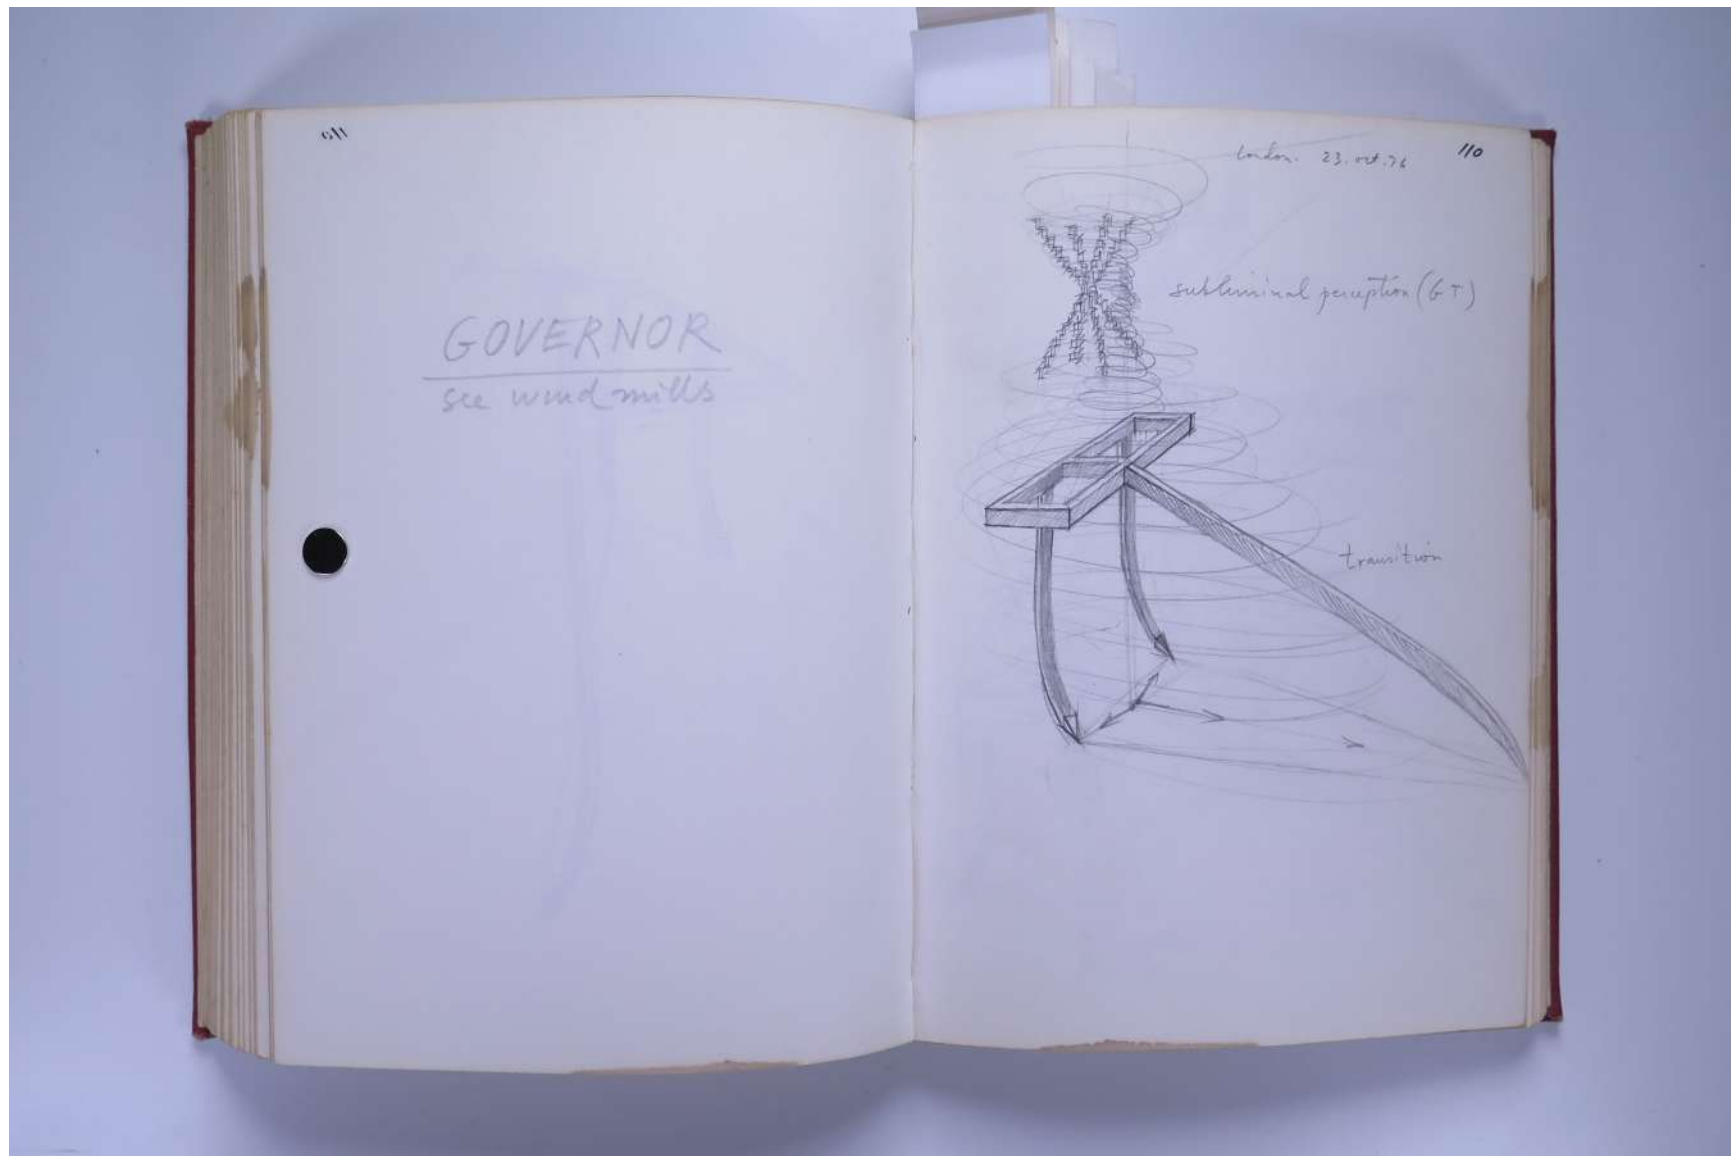 GOVERNOR
see wind mills
london. 23. oct. 76
110
subliminal perception (GT)
transition